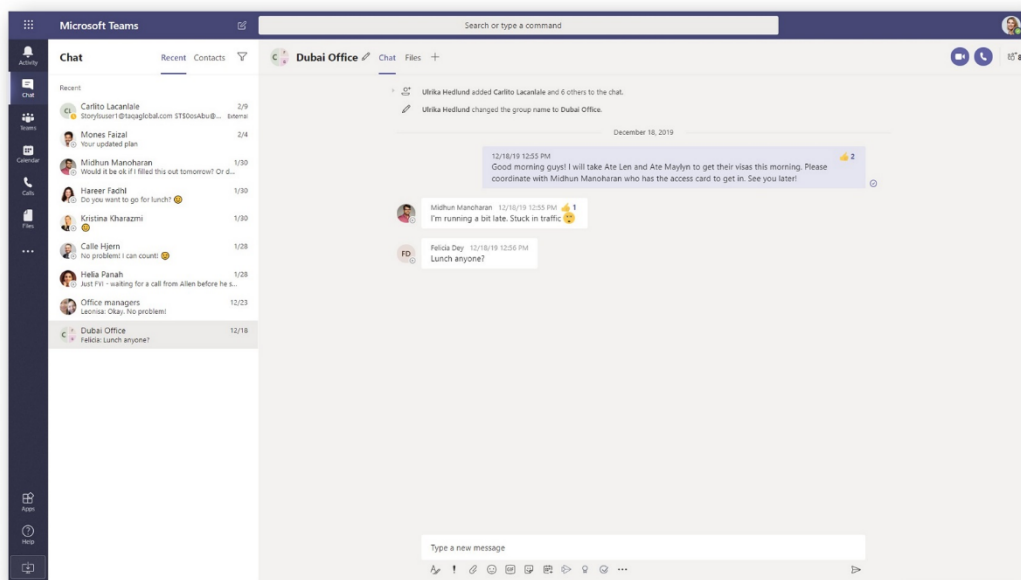 Microsoft Teams
Search or type a command
Activity
Chat
Teams
Calendar
Calls
Files
Apps
Help
Chat
Recent Contacts
Recent
CL
Carlito Lacanlale 2/9
External
Mones Faizal 2/4
Your updated plan
Midhun Manoharan 1/30
Would it be ok if I filled this out tomorrow? Or d...
Hareer Fadhl 1/30
Do you want to go for lunch?
Kristina Kharazmi 1/30
Calle Hjern 1/28
No problem! I can count!
Helia Panah 1/28
Just FYI - waiting for a call from Allen before he s...
Office managers 12/23
Leonisa: Okay. No problem!
C
Dubai Office 12/18
Felicia: Lunch anyone?
C
Dubai Office Chat Files
Ulrika Hedlund added Carlito Lacanlale and 6 others to the chat.
Ulrika Hedlund changed the group name to Dubai Office.
December 18, 2019
12/18/19 12:55 PM 2
Good morning guys! I will take Ate Len and Ate Maylyn to get their visas this morning. Please
coordinate with Midhun Manoharan who has the access card to get in. See you later!
Midhun Manoharan 12/18/19 12:55 PM 1
I'm running a bit late. Stuck in traffic
FD
Felicia Dey 12/18/19 12:56 PM
Lunch anyone?
Type a new message
GIF